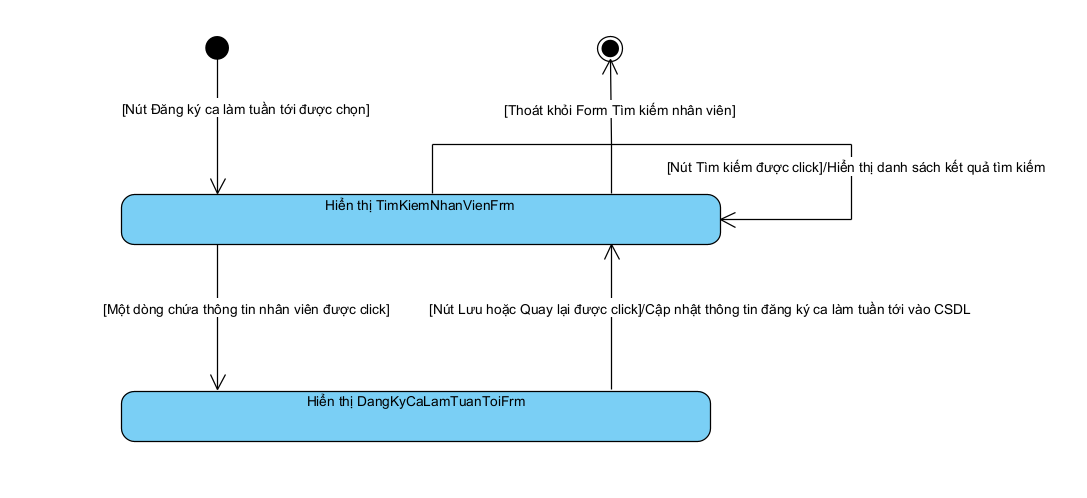 [Nút Đăng ký ca làm tuần tới được chọn]
[Thoát khỏi Form Tìm kiếm nhân viên]
[Nút Tìm kiếm được click]/Hiển thị danh sách kết quả tìm kiếm
Hiển thị TimKiemNhanVienFrm
[Một dòng chứa thông tin nhân viên được click]
[Nút Lưu hoặc Quay lại được click]/Cập nhật thông tin đăng ký ca làm tuần tới vào CSDL
Hiển thị DangKyCaLamTuanToiFrm